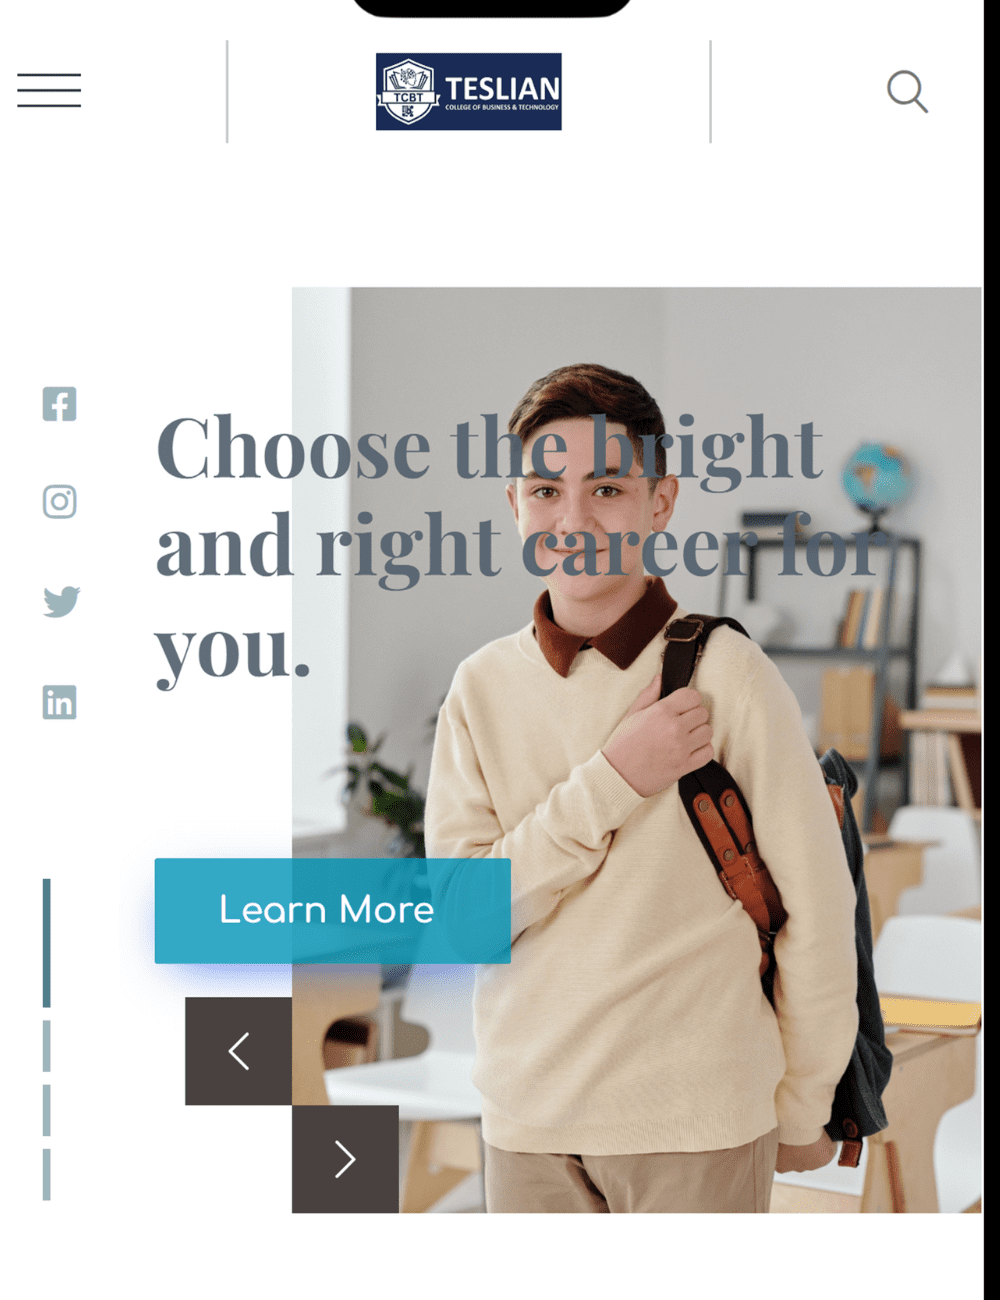 TCBT
TESLIAN
COLLEGE OF BUSINESS & TECHNOLOGY
Choose the bright
and right career for
you.
Learn More